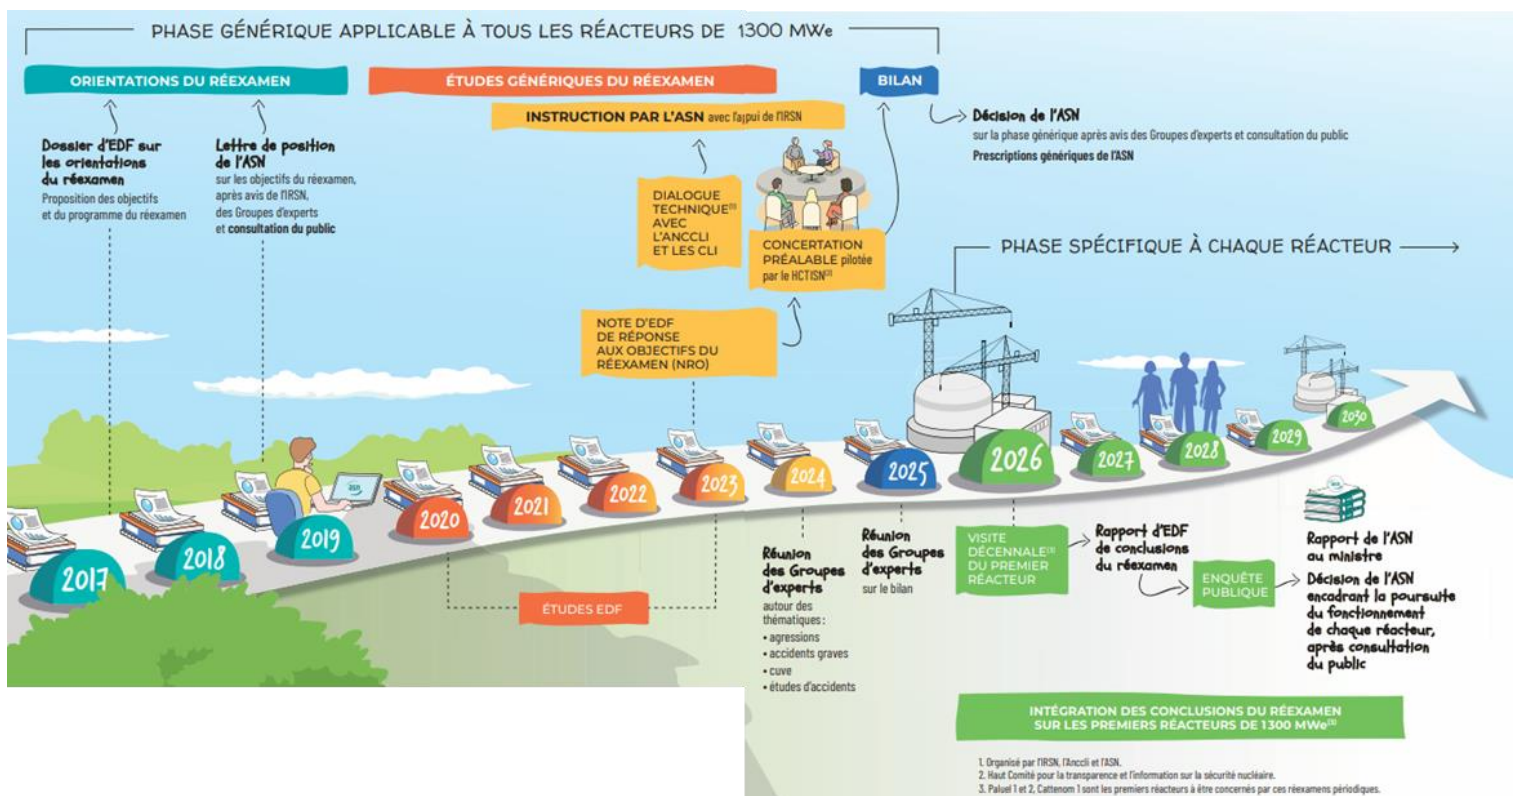 PHASE GÉNÉRIQUE APPLICABLE À TOUS LES RÉACTEURS DE 1300 MWe
ORIENTATIONS DU RÉEXAMEN
ÉTUDES GÉNÉRIQUES DU RÉEXAMEN
BILAN
INSTRUCTION PAR L'ASN avec l'appui de l'IRSN
Dossier d'EDF sur
les orientations
du réexamen
Proposition des objectifs
et du programme du réexamen
Lettre de position
de l'ASN
sur les objectifs du réexamen,
après avis de l'IRSN,
des Groupes d'experts
et consultation du public
Décision de l'ASN
sur la phase générique après avis des Groupes d'experts et consultation du public
Prescriptions génériques de l'ASN
DIALOGUE
TECHNIQUE(1)
AVEC
L'ANCCLI
ET LES CLI
CONCERTATION
PRÉALABLE pilotée
par le HCTISN(2)
PHASE SPÉCIFIQUE À CHAQUE RÉACTEUR
NOTE D'EDF
DE RÉPONSE
AUX OBJECTIFS DU
RÉEXAMEN (NRO)
2017
2018
2019
2020
2021
2022
2023
2024
2025
2026
2027
2028
2029
2030
ÉTUDES EDF
Réunion
des Groupes
d'experts
autour des
thématiques :
• agressions
• accidents graves
• cuve
• études d'accidents
Réunion
des Groupes
d'experts
sur le bilan
VISITE
DÉCENNALE(3)
DU PREMIER
RÉACTEUR
Rapport d'EDF
de conclusions
du réexamen
ENQUÊTE
PUBLIQUE
Rapport de l'ASN
au ministre
Décision de l'ASN
encadrant la poursuite
du fonctionnement
de chaque réacteur,
après consultation
du public
INTÉGRATION DES CONCLUSIONS DU RÉEXAMEN
SUR LES PREMIERS RÉACTEURS DE 1300 MWe(3)
1. Organisé par l'IRSN, l'Anccli et l'ASN.
2. Haut Comité pour la transparence et l'information sur la sécurité nucléaire.
3. Paluel 1 et 2, Cattenom 1 sont les premiers réacteurs à être concernés par ces réexamens périodiques.